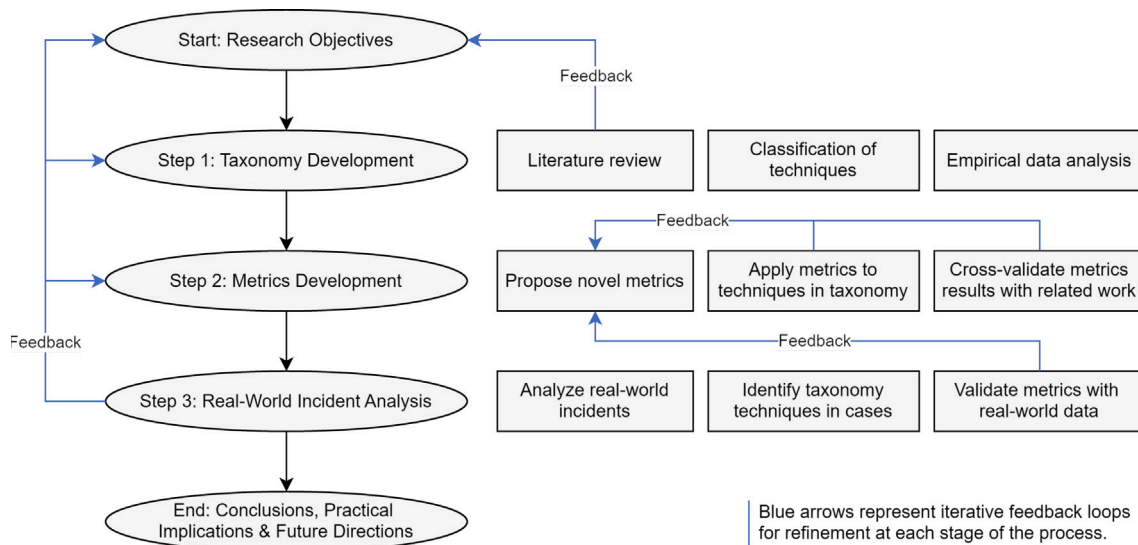 Start: Research Objectives
Feedback
Step 1: Taxonomy Development
Literature review
Classification of
techniques
Empirical data analysis
Feedback
Step 2: Metrics Development
Propose novel metrics
Apply metrics to
techniques in taxonomy
Cross-validate metrics
results with related work
Feedback
Feedback
Step 3: Real-World Incident Analysis
Analyze real-world
incidents
Identify taxonomy
techniques in cases
Validate metrics with
real-world data
End: Conclusions, Practical
Implications & Future Directions
Blue arrows represent iterative feedback loops
for refinement at each stage of the process.